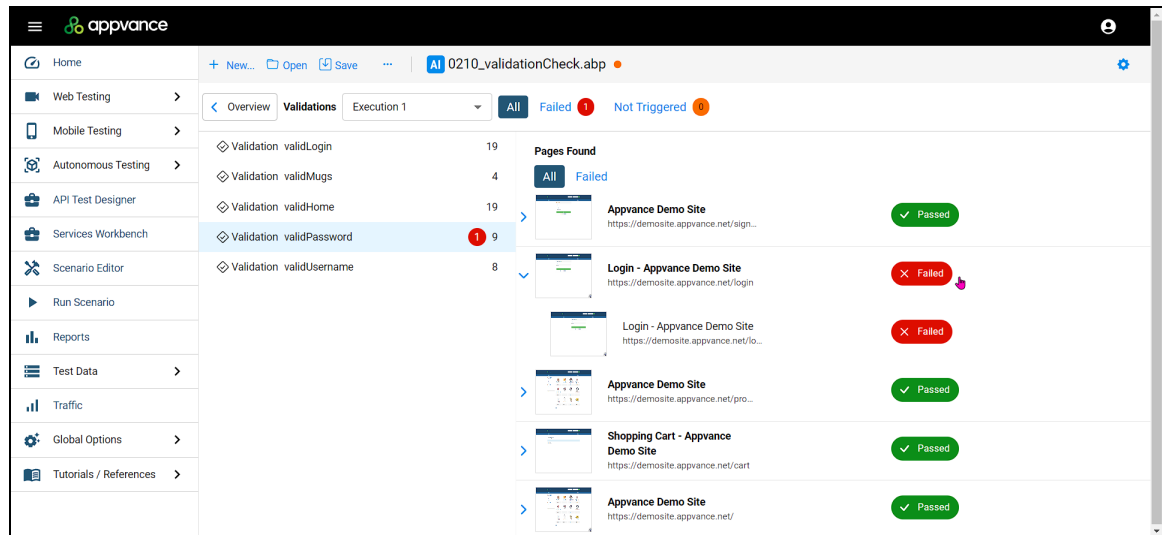 appvance
Home
Web Testing
Mobile Testing
Autonomous Testing
API Test Designer
Services Workbench
Scenario Editor
Run Scenario
Reports
Test Data
Traffic
Global Options
Tutorials / References
+ New... Open Save ... AI 0210_validationCheck.abp
Overview Validations Execution 1 All Failed 1 Not Triggered 0
Validation validLogin 19
Validation validMugs 4
Validation validHome 19
Validation validPassword 1 9
Validation validUsername 8
Pages Found
All Failed
Appvance Demo Site
https://demosite.appvance.net/sign...
Passed
Login - Appvance Demo Site
https://demosite.appvance.net/login
Failed
Login - Appvance Demo Site
https://demosite.appvance.net/lo...
Failed
Appvance Demo Site
https://demosite.appvance.net/pro...
Passed
Shopping Cart - Appvance
Demo Site
https://demosite.appvance.net/cart
Passed
Appvance Demo Site
https://demosite.appvance.net/
Passed